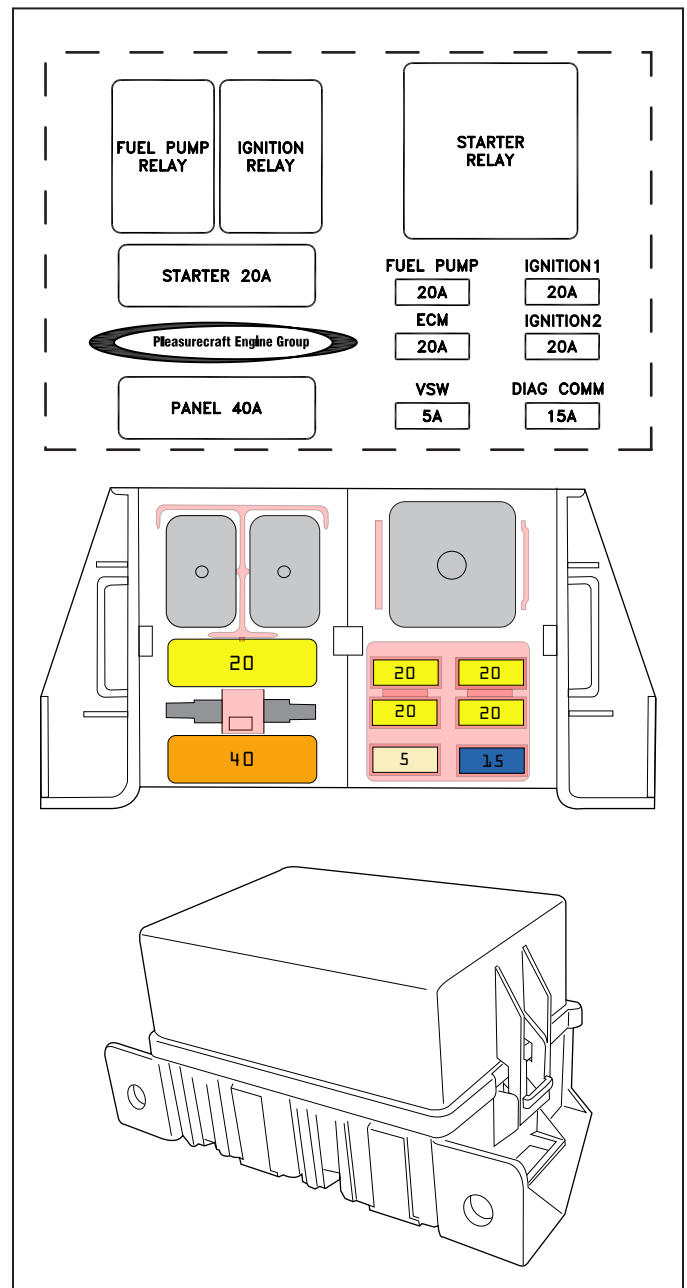 FUEL PUMP
RELAY
IGNITION
RELAY
STARTER
RELAY
STARTER 20A
FUEL PUMP
20A
IGNITION1
20A
Pleasurecraft Engine Group
ECM
20A
IGNITION2
20A
PANEL 40A
VSW
5A
DIAG COMM
15A
20
20
20
20
20
40
5
15